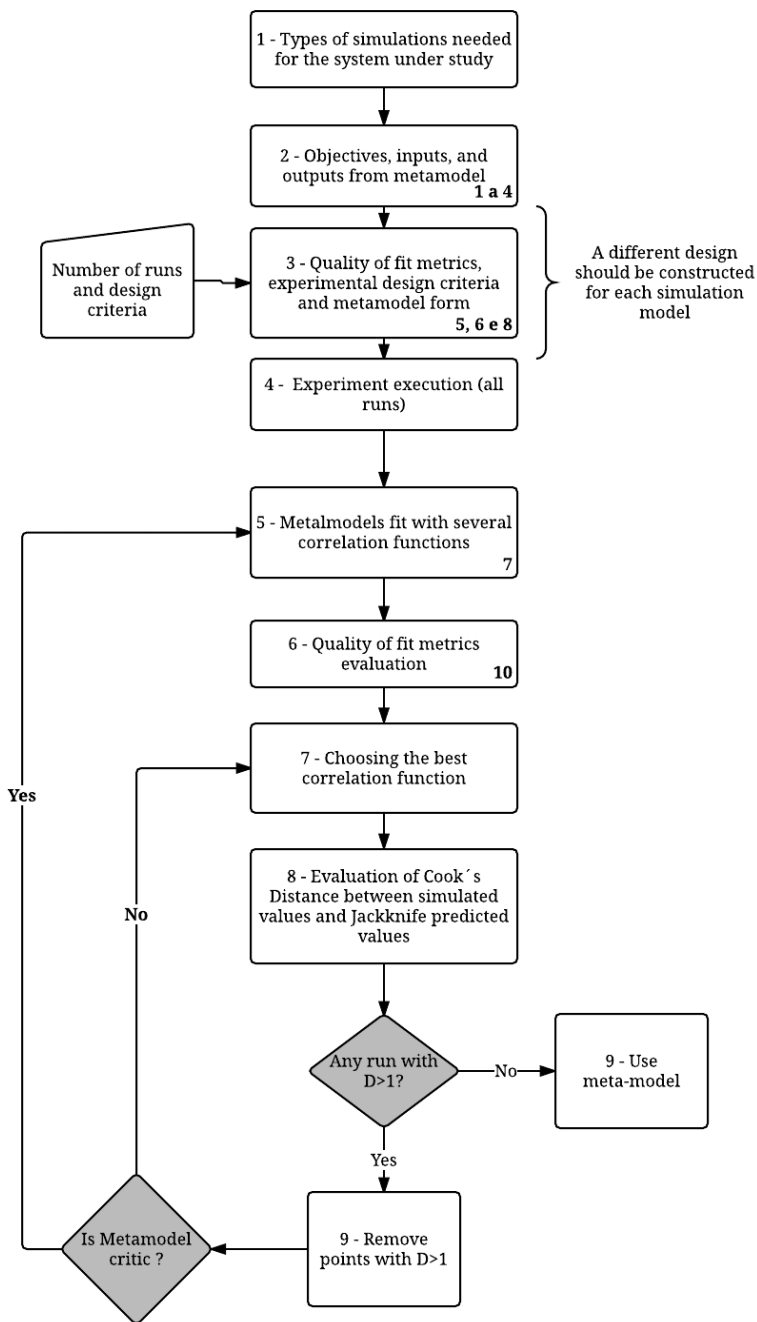 1 - Types of simulations needed
for the system under study
2 - Objectives, inputs, and
outputs from metamodel
1 a 4
Number of runs
and design
criteria
3 - Quality of fit metrics,
experimental design criteria
and metamodel form
5, 6 e 8
A different design
should be constructed
for each simulation
model
4 - Experiment execution (all
runs)
5 - Metalmodels fit with several
correlation functions
7
6 - Quality of fit metrics
evaluation
10
7 - Choosing the best
correlation function
Yes
8 - Evaluation of Cook´s
Distance between simulated
values and Jackknife predicted
values
No
Any run with
D>1?
No
9 - Use
meta-model
Yes
9 - Remove
points with D>1
Is Metamodel
critic ?